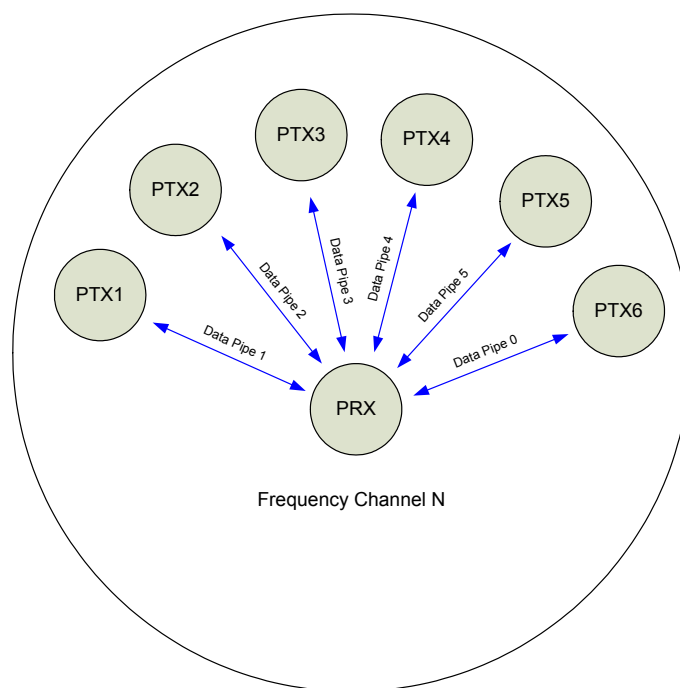 PTX3
PTX4
PTX2
PTX5
PTX1
PTX6
Data Pipe 1
Data Pipe 2
Data Pipe 3
Data Pipe 4
Data Pipe 5
Data Pipe 0
PRX
Frequency Channel N